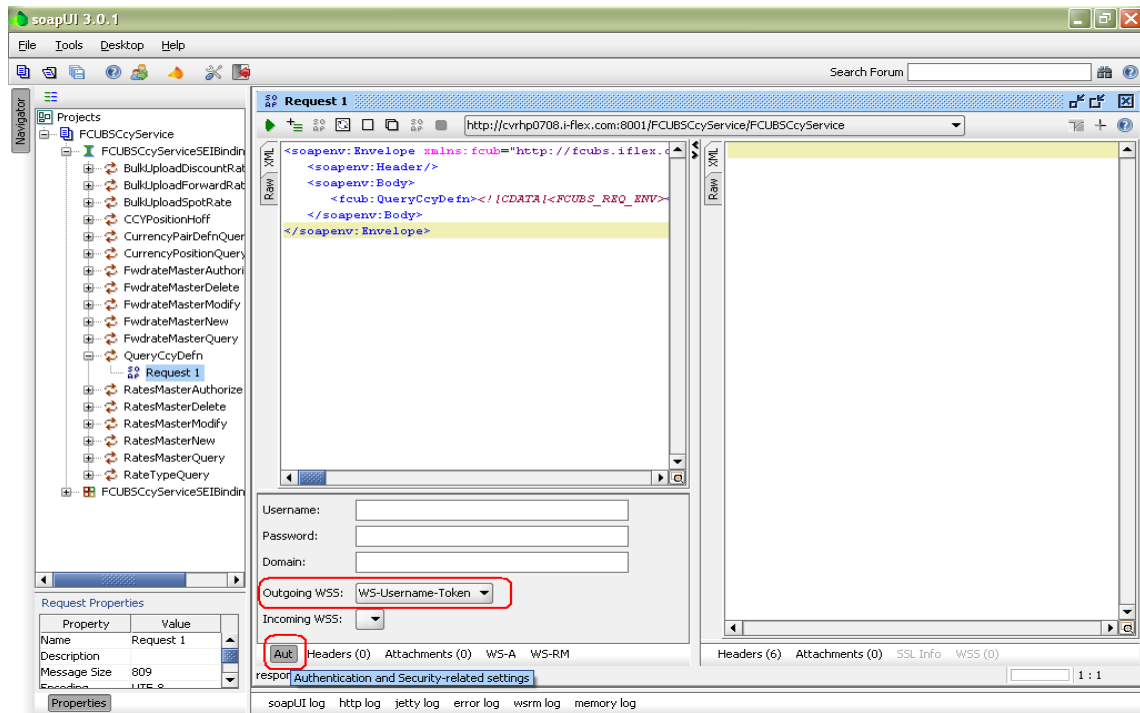 soapUI 3.0.1
File Tools Desktop Help
Search Forum
Navigator
Projects
FCUBSCcyService
FCUBSCcyServiceSEIBindin
BulkUploadDiscountRat
BulkUploadForwardRat
BulkUploadSpotRate
CCYPositionHoff
CurrencyPairDefnQuer
CurrencyPositionQuery
FwdrateMasterAuthori
FwdrateMasterDelete
FwdrateMasterModify
FwdrateMasterNew
FwdrateMasterQuery
QueryCcyDefn
Request 1
RatesMasterAuthorize
RatesMasterDelete
RatesMasterModify
RatesMasterNew
RatesMasterQuery
RateTypeQuery
FCUBSCcyServiceSEIBindin
Request Properties
Property Value
Name Request 1
Description
Message Size 809
Encoding UTF-8
Properties
Request 1
http://cvrhp0708.i-flex.com:8001/FCUBSCcyService/FCUBSCcyService
XML
Raw
<soapenv:Envelope xmlns:fcub="http://fcubs.iflex.c
<soapenv:Header/>
<soapenv:Body>
<fcub:QueryCcyDefn><![CDATA[<FCUBS_REQ_ENV><
</soapenv:Body>
</soapenv:Envelope>
XML
Raw
Username:
Password:
Domain:
Outgoing WSS: WS-Username-Token
Incoming WSS:
Aut Headers (0) Attachments (0) WS-A WS-RM
Headers (6) Attachments (0) SSL Info WSS (0)
respor
Authentication and Security-related settings
1 : 1
soapUI log http log jetty log error log wsrm log memory log